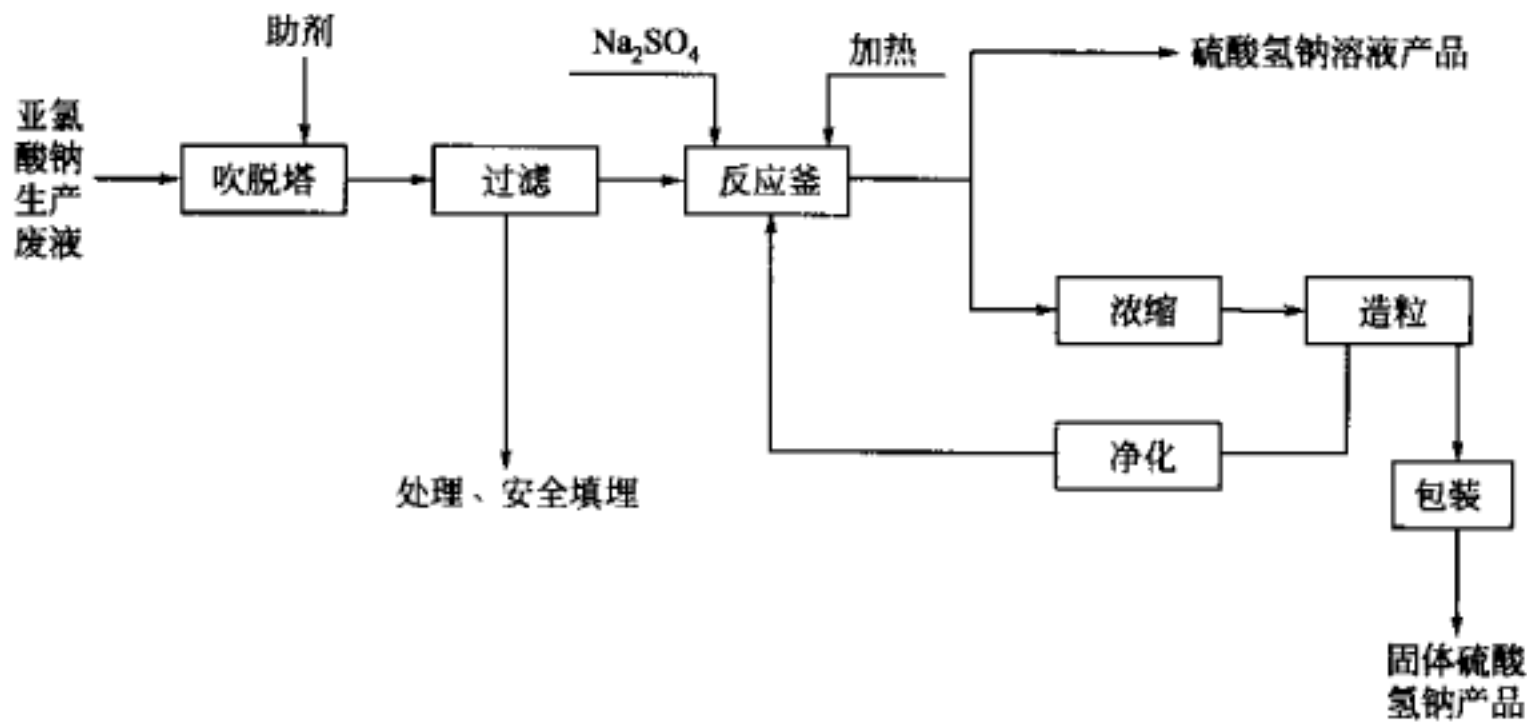 助剂
Na₂SO₄
加热
硫酸氢钠溶液产品
亚氯
酸钠
生产
废液
吹脱塔
过滤
反应釜
浓缩
造粒
净化
处理、安全填埋
包装
固体硫酸
氢钠产品